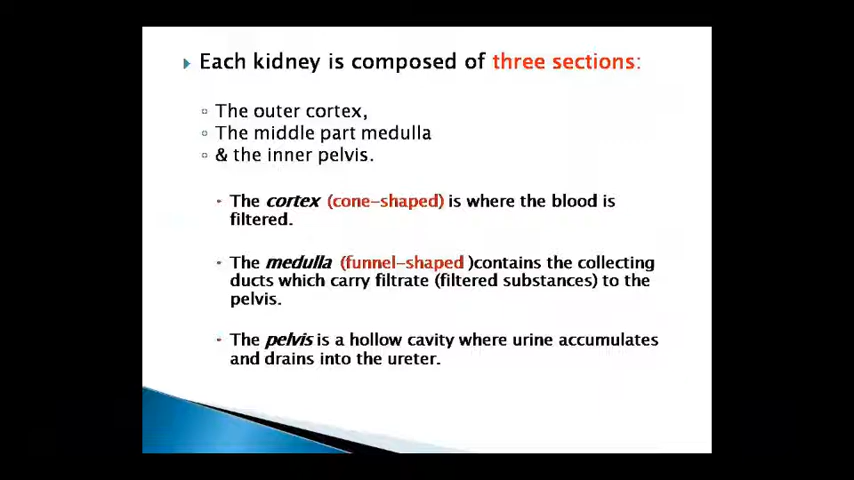 Each kidney is composed of three sections:
The outer cortex,
The middle part medulla
& the inner pelvis.
The cortex (cone-shaped) is where the blood is
filtered.
The medulla (funnel-shaped )contains the collecting
ducts which carry filtrate (filtered substances) to the
pelvis.
The pelvis is a hollow cavity where urine accumulates
and drains into the ureter.